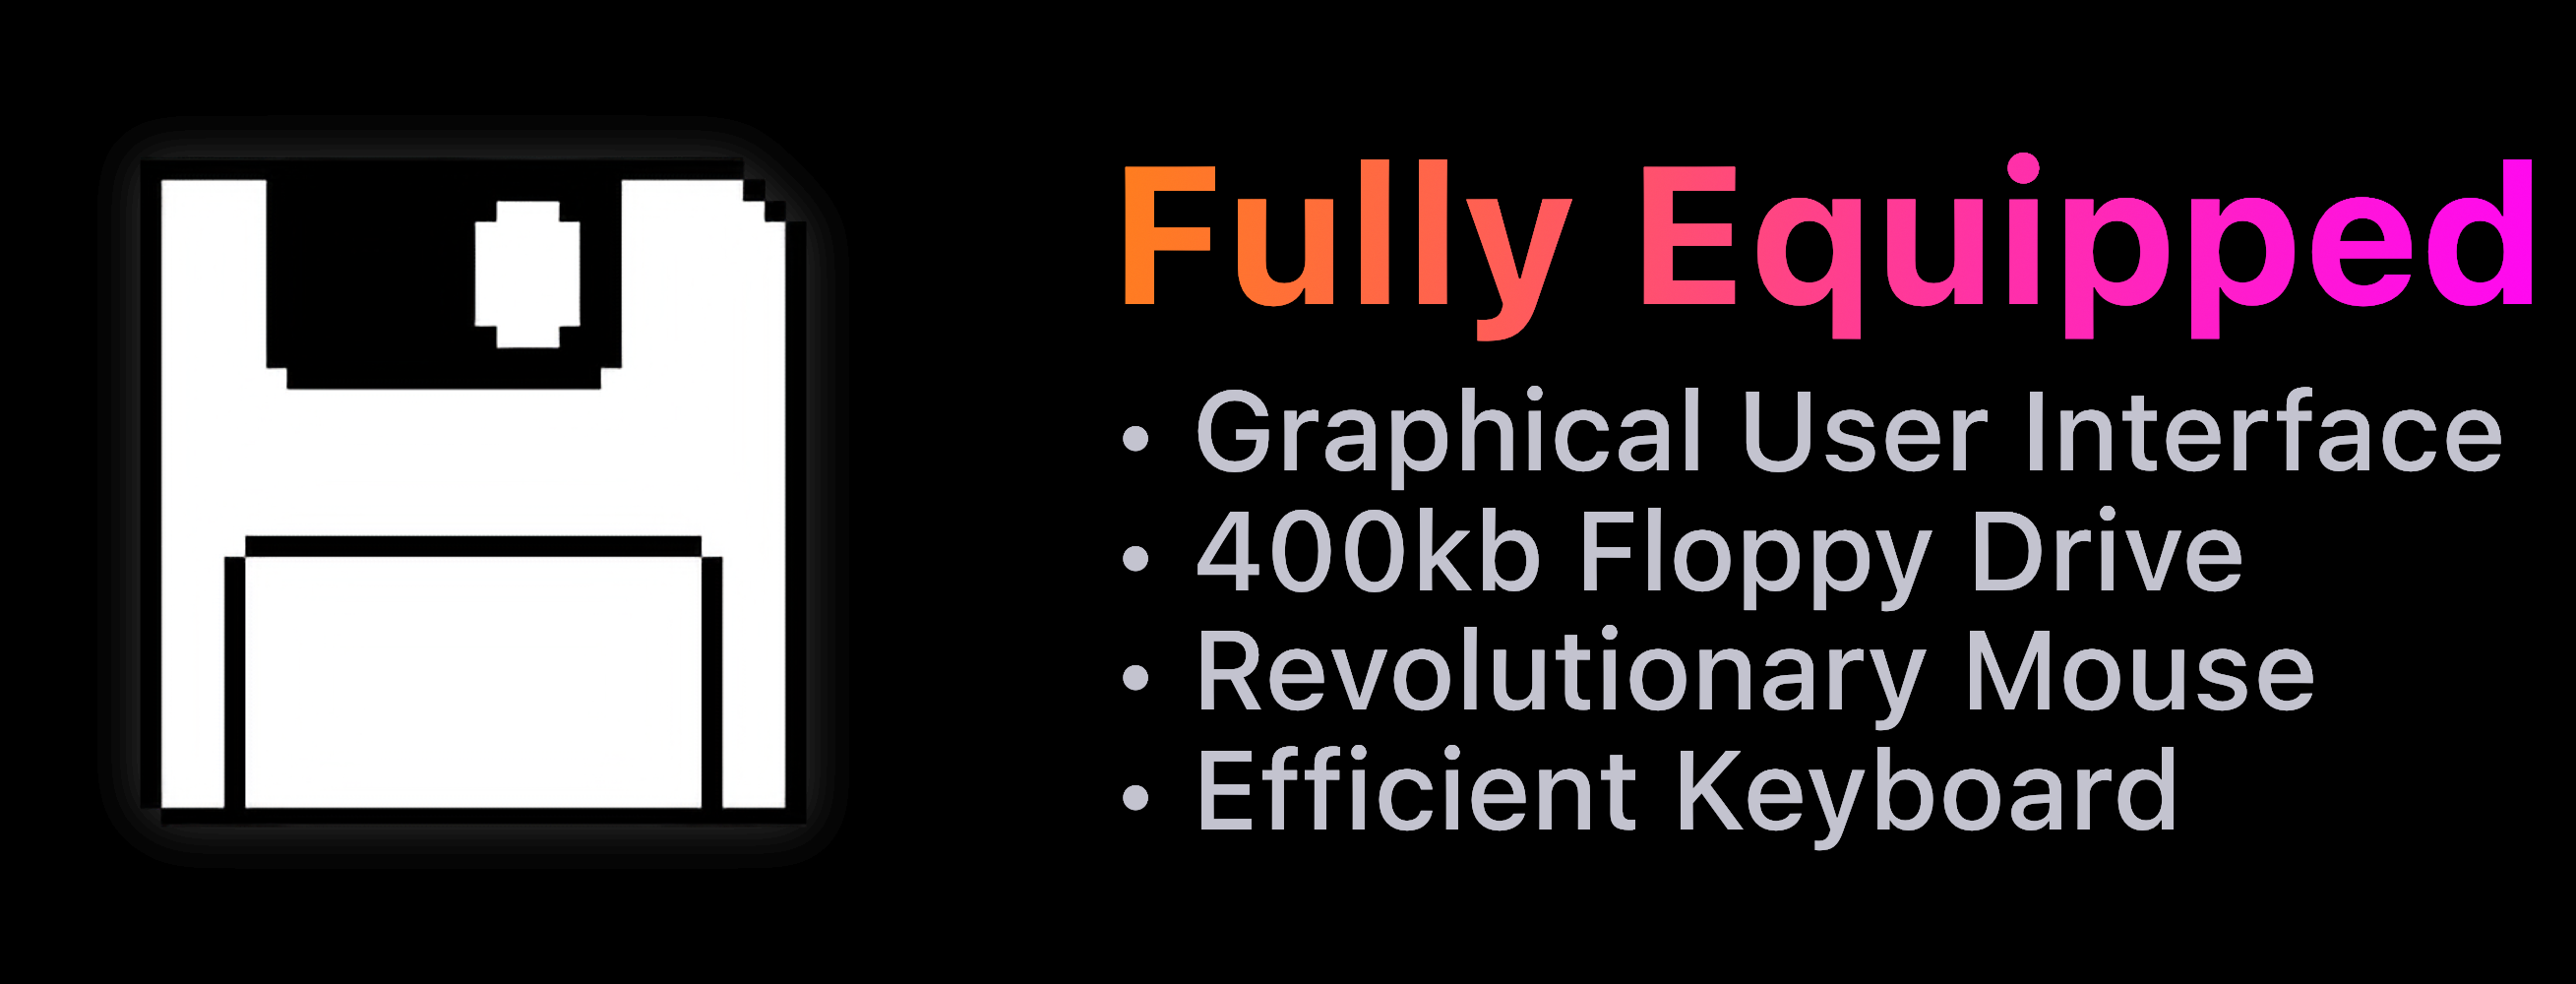 Fully Equipped
• Graphical User Interface
• 400kb Floppy Drive
• Revolutionary Mouse
• Efficient Keyboard